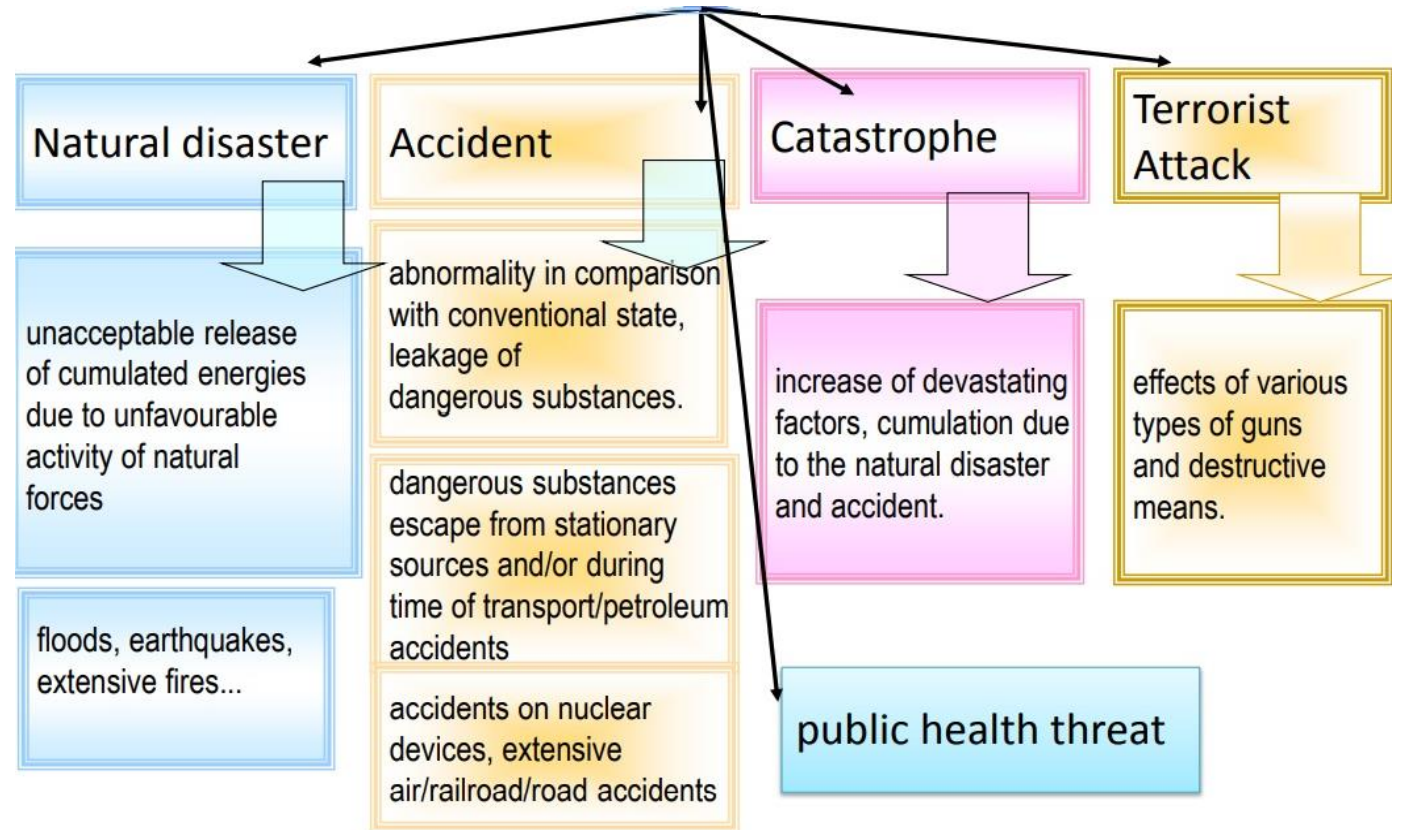 Natural disaster
Accident
Catastrophe
Terrorist
Attack
unacceptable release
of cumulated energies
due to unfavourable
activity of natural
forces
floods, earthquakes,
extensive fires...
abnormality in comparison
with conventional state,
leakage of
dangerous substances.
dangerous substances
escape from stationary
sources and/or during
time of transport/petroleum
accidents
accidents on nuclear
devices, extensive
air/railroad/road accidents
increase of devastating
factors, cumulation due
to the natural disaster
and accident.
effects of various
types of guns
and destructive
means.
public health threat